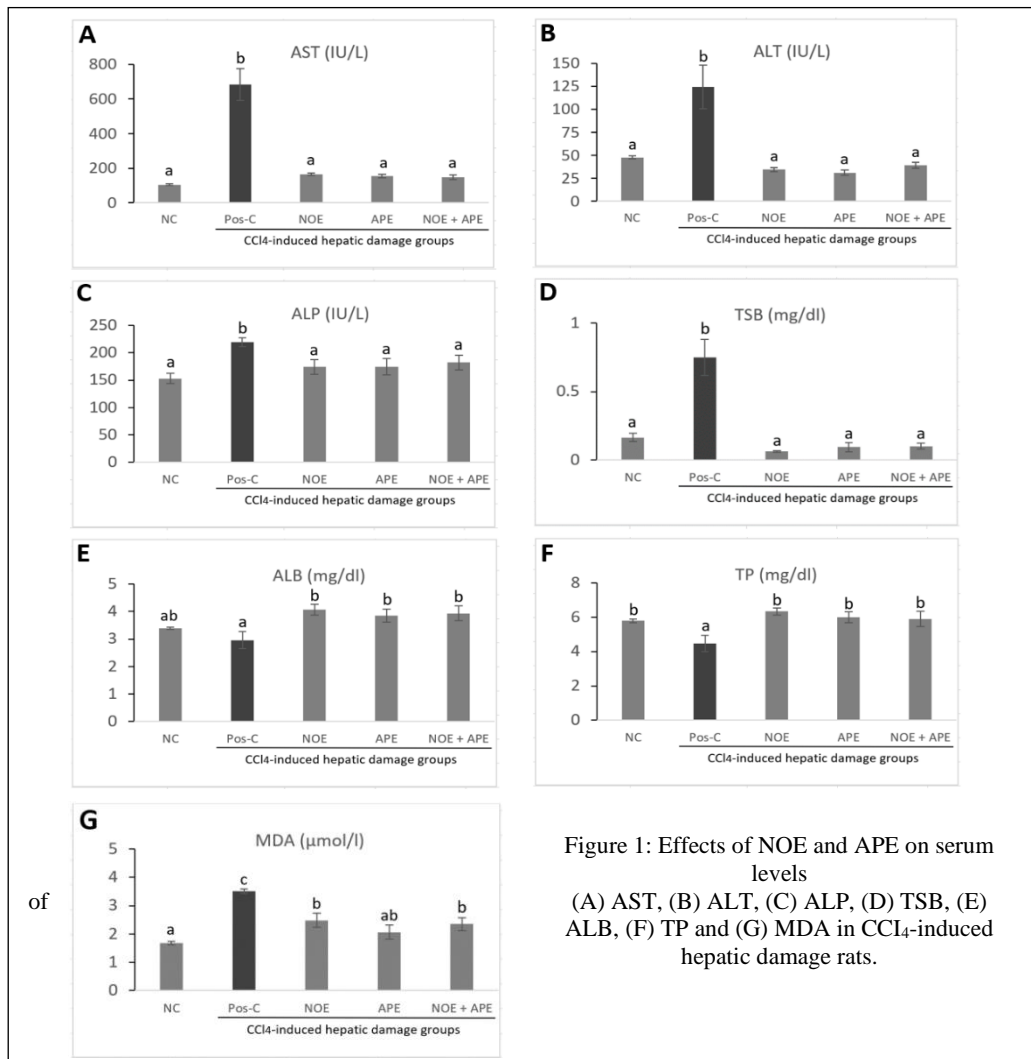 A
AST (IU/L)
800
600
400
200
0
a
b
a
a
a
NC
Pos-C
NOE
APE
NOE + APE
CCl4-induced hepatic damage groups
B
ALT (IU/L)
150
125
100
75
50
25
0
a
b
a
a
a
NC
Pos-C
NOE
APE
NOE + APE
CCl4-induced hepatic damage groups
C
ALP (IU/L)
250
200
150
100
50
0
a
b
a
a
a
NC
Pos-C
NOE
APE
NOE + APE
CCl4-induced hepatic damage groups
D
TSB (mg/dl)
1
0.5
0
a
b
a
a
a
NC
Pos-C
NOE
APE
NOE + APE
CCl4-induced hepatic damage groups
E
ALB (mg/dl)
5
4
3
2
1
0
ab
a
b
b
b
NC
Pos-C
NOE
APE
NOE + APE
CCl4-induced hepatic damage groups
F
TP (mg/dl)
8
6
4
2
0
b
a
b
b
b
NC
Pos-C
NOE
APE
NOE + APE
CCl4-induced hepatic damage groups
G
MDA (µmol/l)
5
4
3
2
1
0
a
c
b
ab
b
NC
Pos-C
NOE
APE
NOE + APE
CCl4-induced hepatic damage groups
Figure 1: Effects of NOE and APE on serum
levels
of
(A) AST, (B) ALT, (C) ALP, (D) TSB, (E)
ALB, (F) TP and (G) MDA in CCI₄-induced
hepatic damage rats.